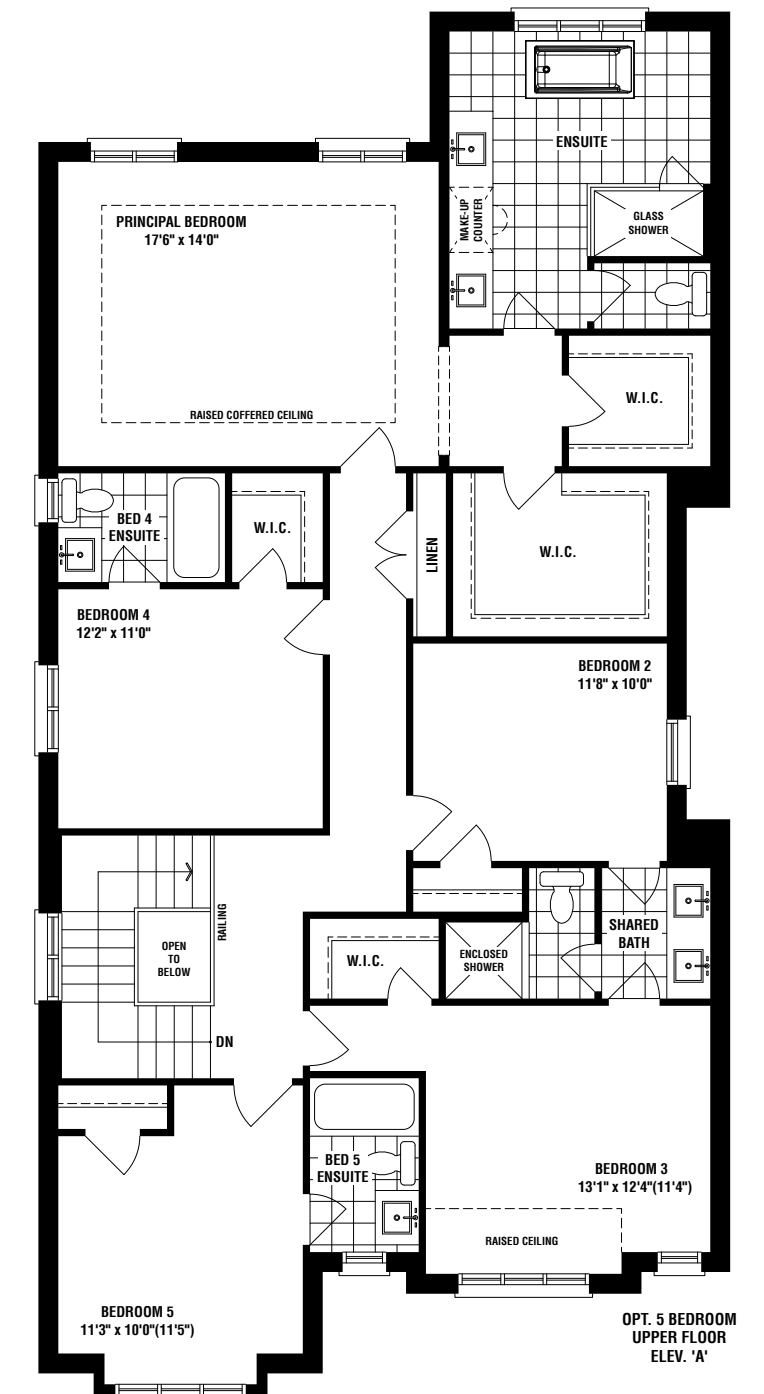 ENSUITE
MAKE-UP
COUNTER
GLASS
SHOWER
PRINCIPAL BEDROOM
17'6" x 14'0"
RAISED COFFERED CEILING
W.I.C.
BED 4
ENSUITE
W.I.C.
LINEN
W.I.C.
BEDROOM 4
12'2" x 11'0"
BEDROOM 2
11'8" x 10'0"
RAILING
OPEN
TO
BELOW
DN
W.I.C.
ENCLOSED
SHOWER
SHARED
BATH
BED 5
ENSUITE
BEDROOM 3
13'1" x 12'4"(11'4")
RAISED CEILING
BEDROOM 5
11'3" x 10'0"(11'5")
OPT. 5 BEDROOM
UPPER FLOOR
ELEV. 'A'